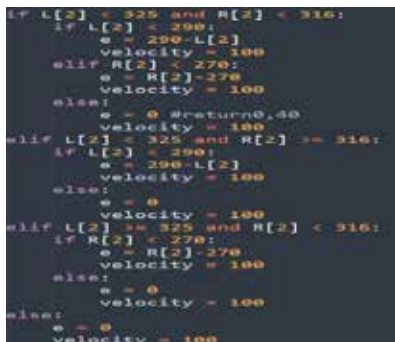 if L[2] < 325 and R[2] < 316:
    if L[2] < 290:
        e = 290-L[2]
        velocity = 100
    elif R[2] < 270:
        e = R[2]-270
        velocity = 100
    else:
        e = 0 #return0,40
        velocity = 100
elif L[2] < 325 and R[2] >= 316:
    if L[2] < 290:
        e = 290-L[2]
        velocity = 100
    else:
        e = 0
        velocity = 100
elif L[2] >= 325 and R[2] < 316:
    if R[2] < 270:
        e = R[2]-270
        velocity = 100
    else:
        e = 0
        velocity = 100
else:
    e = 0
    velocity = 100